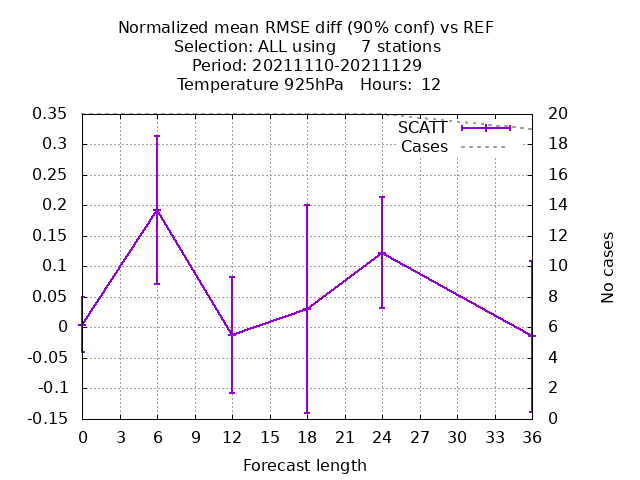 Normalized mean RMSE diff (90% conf) vs REF
Selection: ALL using     7 stations
Period: 20211110-20211129
Temperature 925hPa   Hours:  12
0.35
0.3
0.25
0.2
0.15
0.1
0.05
0
-0.05
-0.1
-0.15
SCATT
Cases
20
18
16
14
12
10
8
6
4
2
0
No cases
0 3 6 9 12 15 18 21 24 27 30 33 36
Forecast length